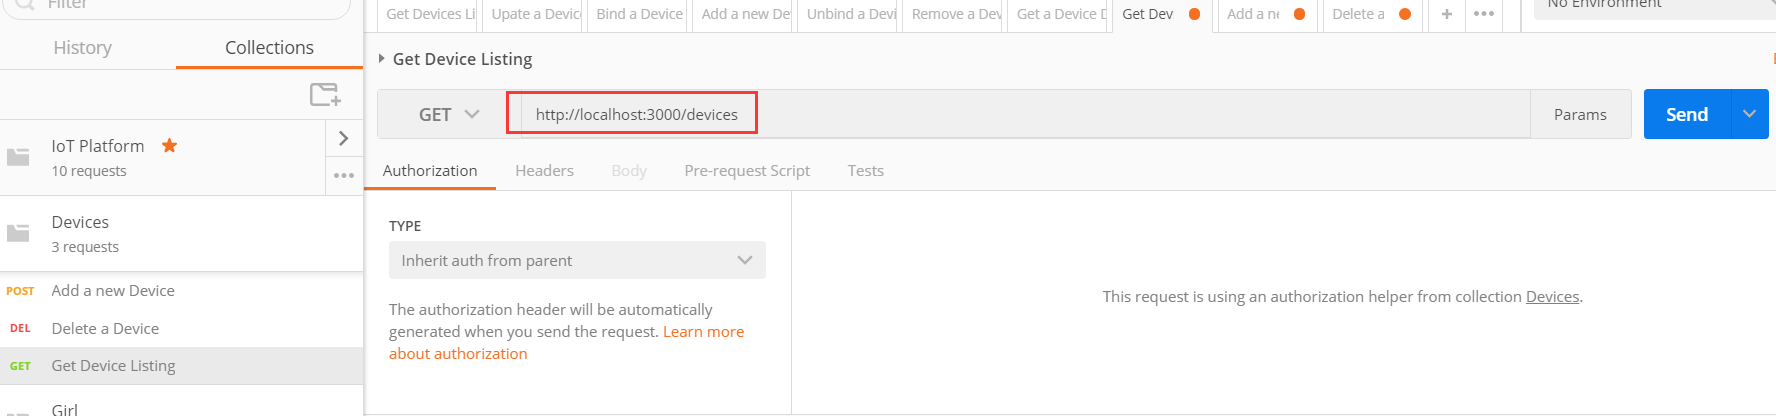 Filter
History
Collections
IoT Platform
10 requests
Devices
3 requests
POST Add a new Device
DEL Delete a Device
GET Get Device Listing
Girl
Get Devices Li
Upate a Devic
Bind a Device
Add a new De
Unbind a Devi
Remove a Dev
Get a Device D
Get Dev
Add a ne
Delete a
No Environment
Get Device Listing
GET
http://localhost:3000/devices
Params
Send
Authorization
Headers
Body
Pre-request Script
Tests
TYPE
Inherit auth from parent
The authorization header will be automatically
generated when you send the request. Learn more
about authorization
This request is using an authorization helper from collection Devices.